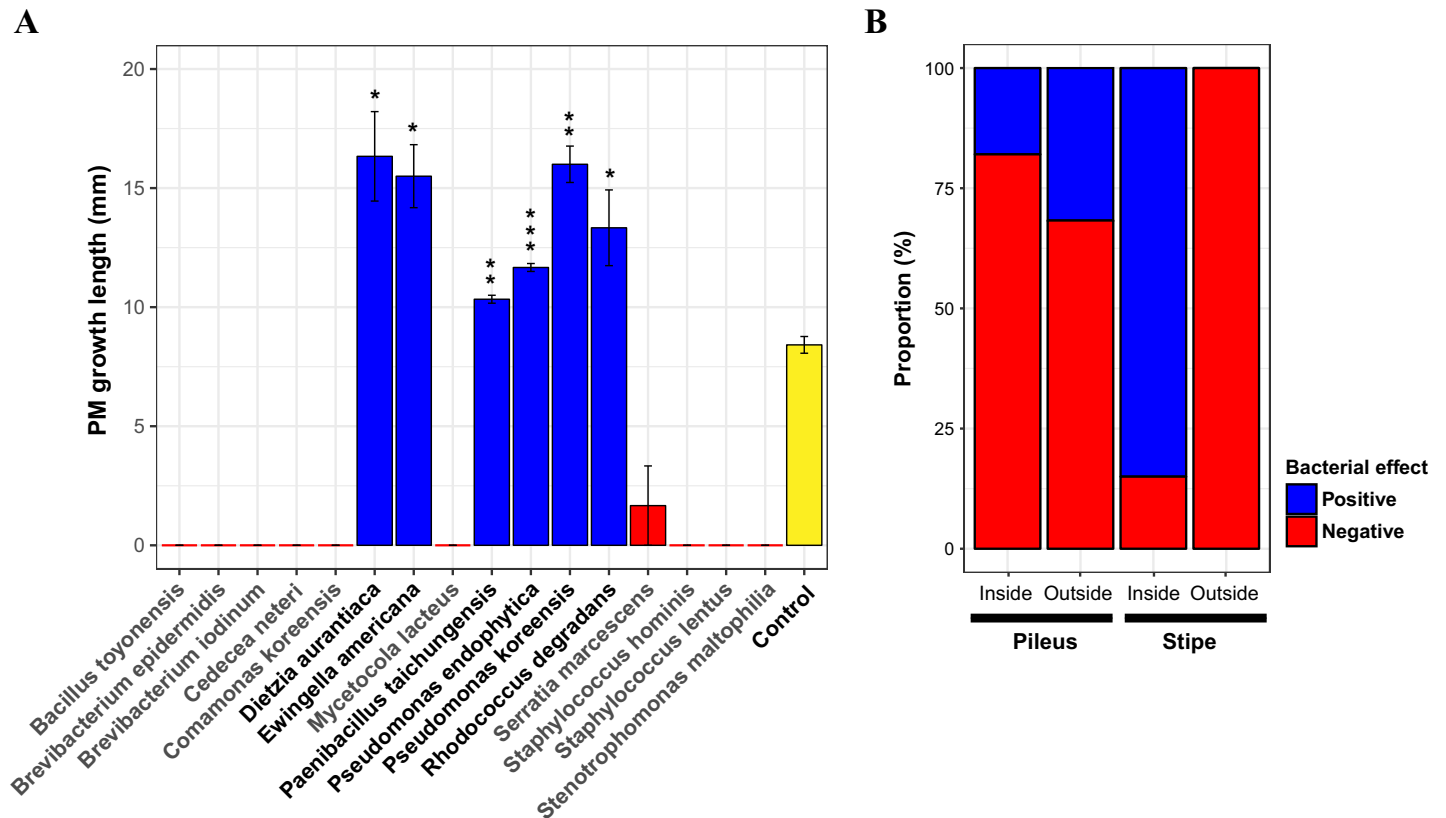 A
PM growth length (mm)
20
15
10
5
0
*
*
**
***
**
*
Bacillus toyonensis
Brevibacterium epidermidis
Brevibacterium iodinum
Cedecea neteri
Comamonas koreensis
Dietzia aurantiaca
Ewingella americana
Mycetocola lacteus
Paenibacillus taichungensis
Pseudomonas endophytica
Pseudomonas koreensis
Rhodococcus degradans
Serratia marcescens
Staphylococcus hominis
Staphylococcus lentus
Stenotrophomonas maltophilia
Control
B
Proportion (%)
100
75
50
25
0
Inside Outside Inside Outside
Pileus Stipe
Bacterial effect
Positive
Negative